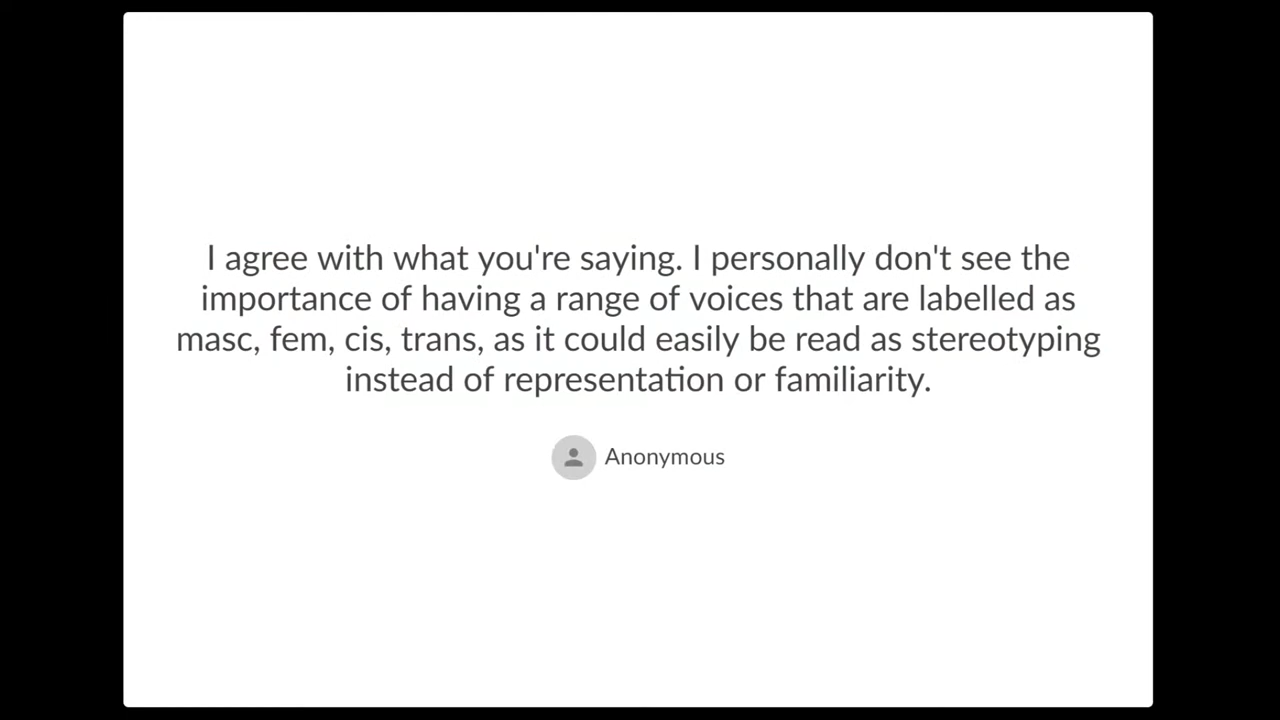 I agree with what you're saying. I personally don't see the
importance of having a range of voices that are labelled as
masc, fem, cis, trans, as it could easily be read as stereotyping
instead of representation or familiarity.
Anonymous